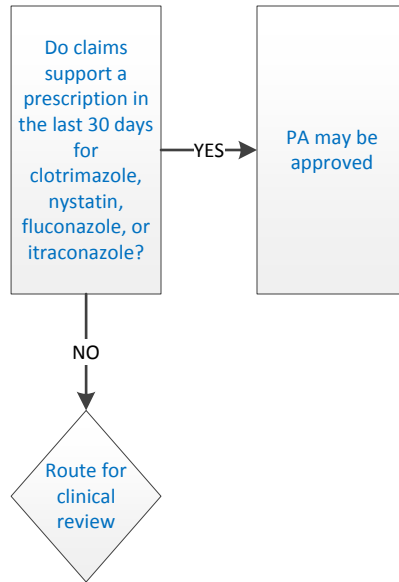 Do claims
support a
prescription in
the last 30 days
for
clotrimazole,
nystatin,
fluconazole, or
itraconazole?
YES
PA may be
approved
NO
Route for
clinical
review